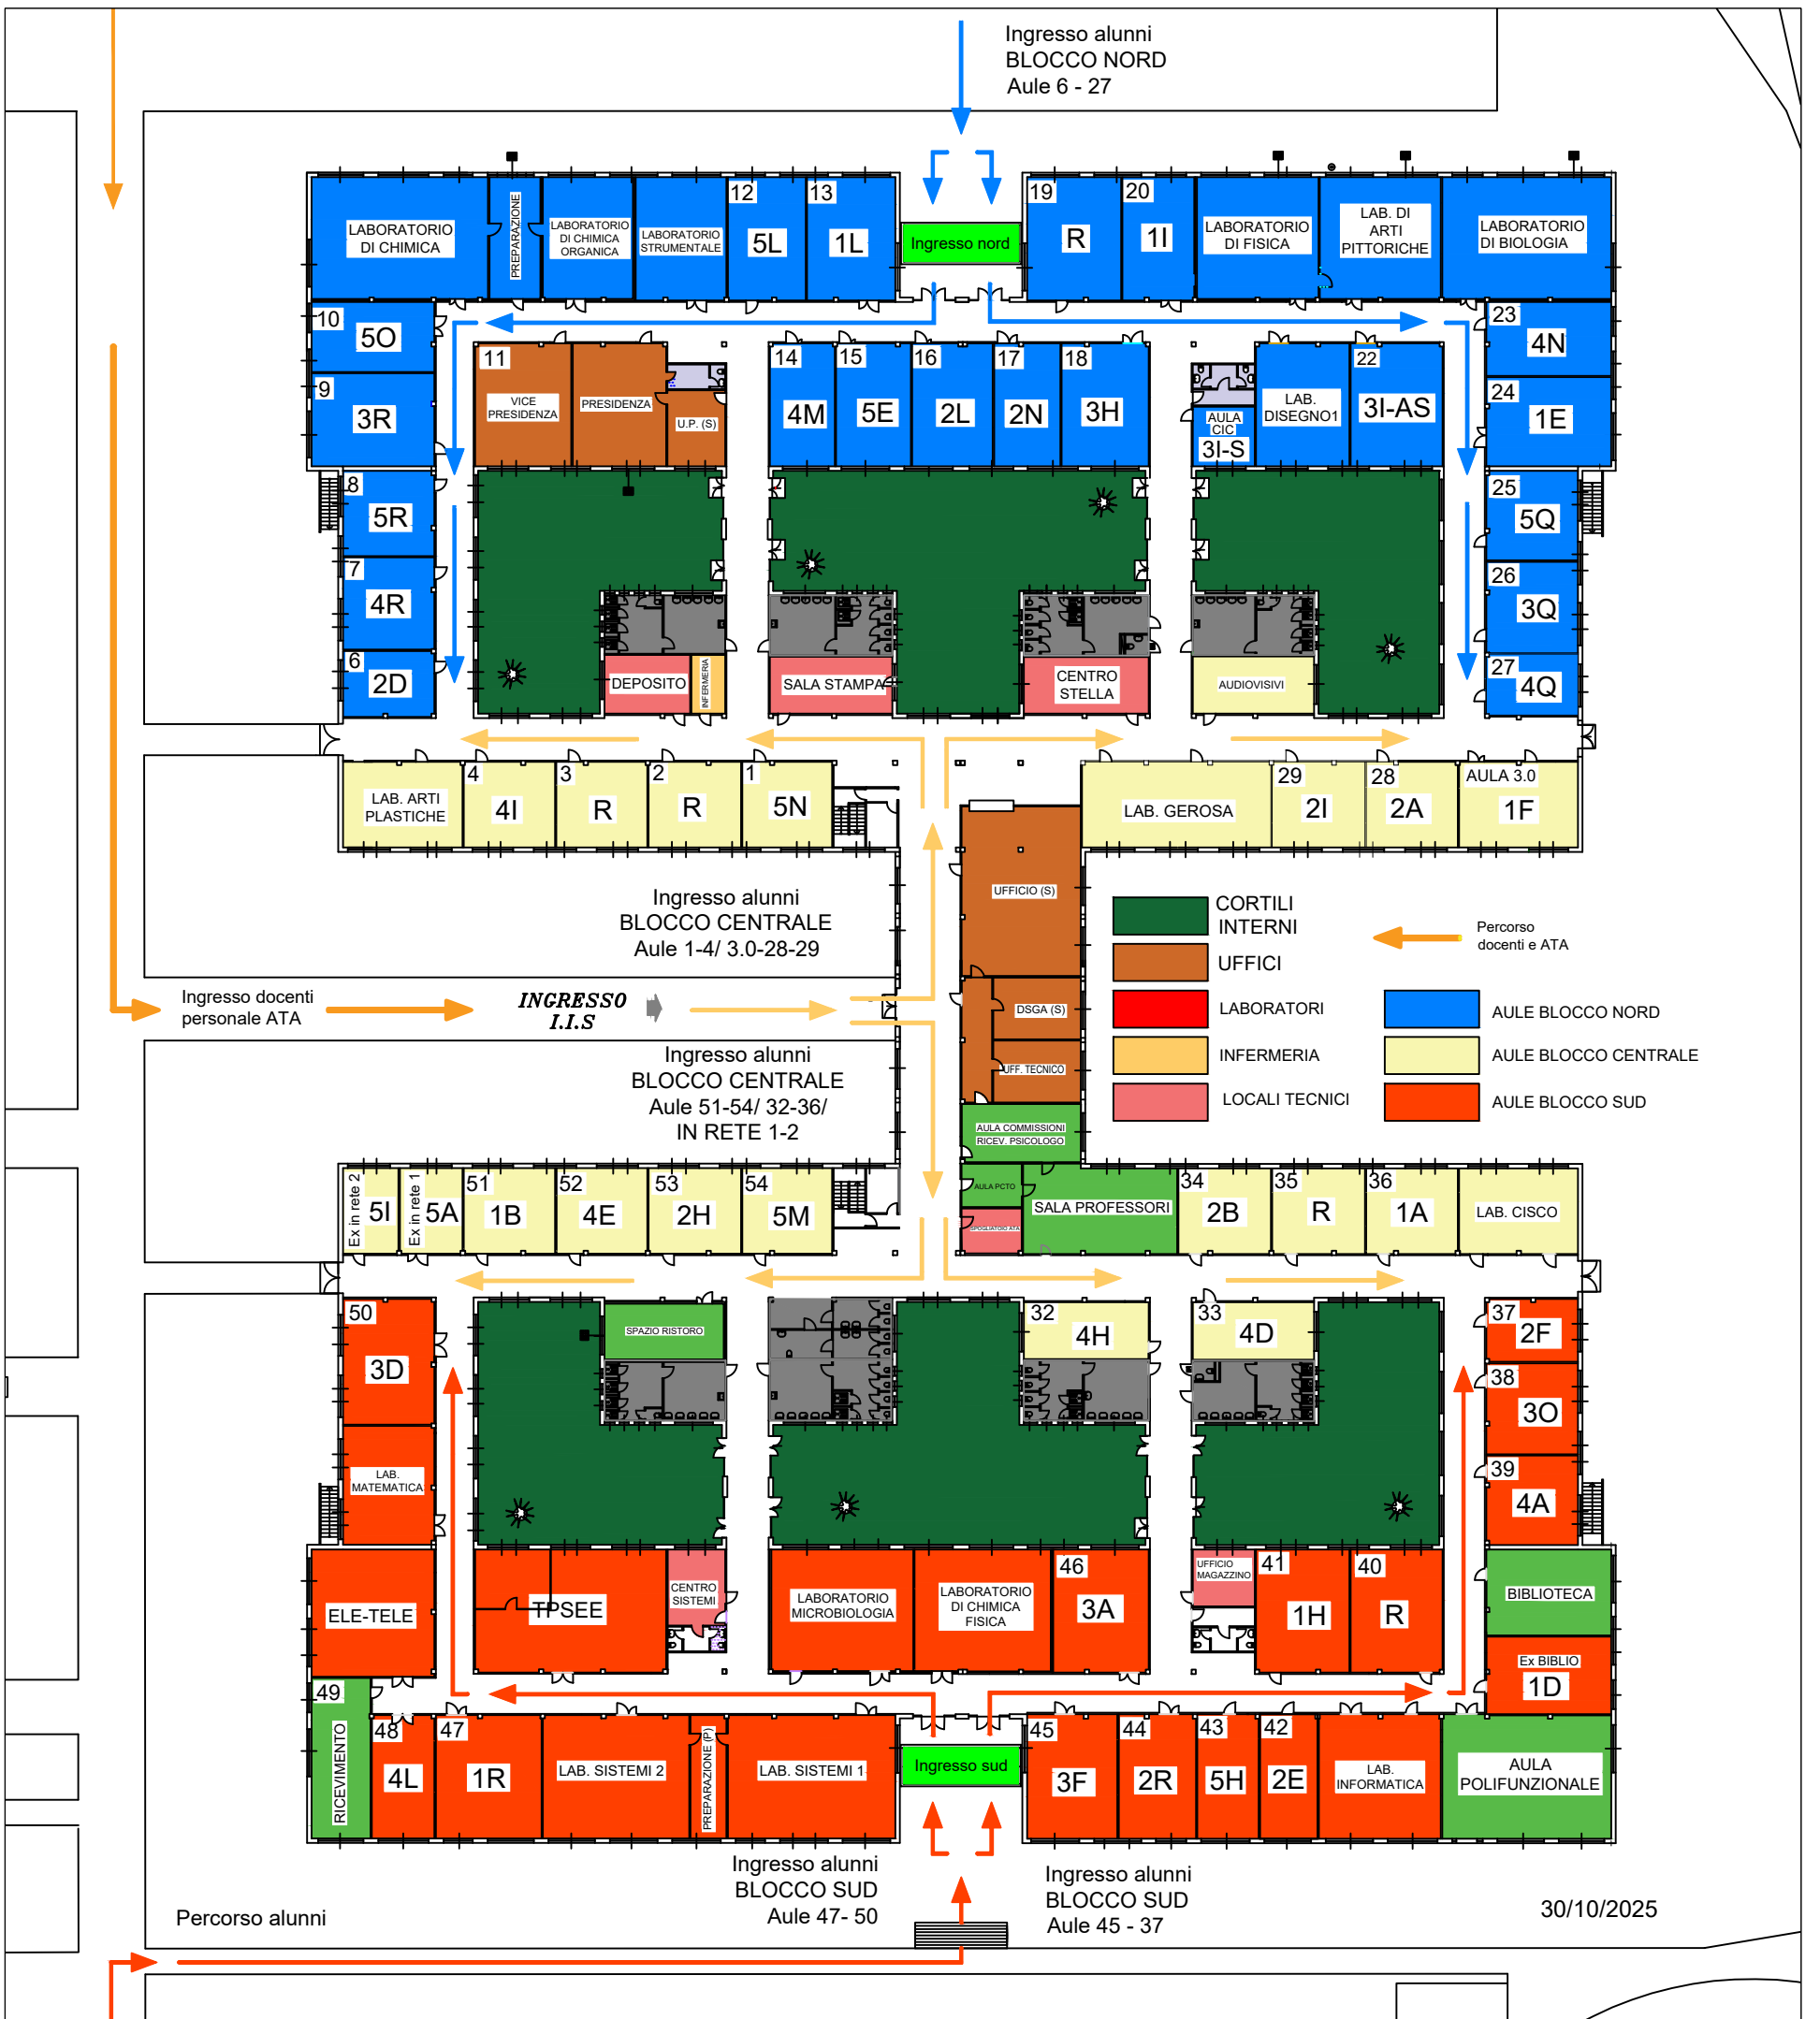 Ingresso alunni
BLOCCO NORD
Aule 6 - 27
LABORATORIO
DI CHIMICA
PREPARAZIONE
LABORATORIO
DI CHIMICA
ORGANICA
LABORATORIO
STRUMENTALE
12
5L
13
1L
Ingresso nord
19
R
20
1I
LABORATORIO
DI FISICA
LAB. DI
ARTI
PITTORICHE
LABORATORIO
DI BIOLOGIA
10
5O
9
3R
11
VICE
PRESIDENZA
PRESIDENZA
U.P. (S)
14
4M
15
5E
16
2L
17
2N
18
3H
AULA
CIC
3I-S
LAB.
DISEGNO1
22
3I-AS
23
4N
24
1E
8
5R
7
4R
6
2D
25
5Q
26
3Q
27
4Q
DEPOSITO
INFERMERIA
SALA STAMPA
CENTRO
STELLA
AUDIOVISIVI
LAB. ARTI
PLASTICHE
4
4I
3
R
2
R
1
5N
LAB. GEROSA
29
2I
28
2A
AULA 3.0
1F
Ingresso alunni
BLOCCO CENTRALE
Aule 1-4/ 3.0-28-29
UFFICIO (S)
CORTILI
INTERNI
UFFICI
LABORATORI
INFERMERIA
LOCALI TECNICI
Percorso
docenti e ATA
AULE BLOCCO NORD
AULE BLOCCO CENTRALE
AULE BLOCCO SUD
Ingresso docenti
personale ATA
INGRESSO
I.I.S
DSGA (S)
UFF. TECNICO
Ingresso alunni
BLOCCO CENTRALE
Aule 51-54/ 32-36/
IN RETE 1-2
AULA COMMISSIONI
RICEV. PSICOLOGO
AULA PCTO
SPOGLIATOIO ATA
SALA PROFESSORI
Ex in rete 2
5I
Ex in rete 1
5A
51
1B
52
4E
53
2H
54
5M
34
2B
35
R
36
1A
LAB. CISCO
50
3D
SPAZIO RISTORO
32
4H
33
4D
37
2F
38
3O
39
4A
LAB.
MATEMATICA
ELE-TELE
TPSEE
CENTRO
SISTEMI
LABORATORIO
MICROBIOLOGIA
LABORATORIO
DI CHIMICA
FISICA
46
3A
UFFICIO
MAGAZZINO
41
1H
40
R
BIBLIOTECA
Ex BIBLIO
1D
49
RICEVIMENTO
48
4L
47
1R
LAB. SISTEMI 2
PREPARAZIONE (P)
LAB. SISTEMI 1
Ingresso sud
45
3F
44
2R
43
5H
42
2E
LAB.
INFORMATICA
AULA
POLIFUNZIONALE
Ingresso alunni
BLOCCO SUD
Aule 47- 50
Ingresso alunni
BLOCCO SUD
Aule 45 - 37
Percorso alunni
30/10/2025